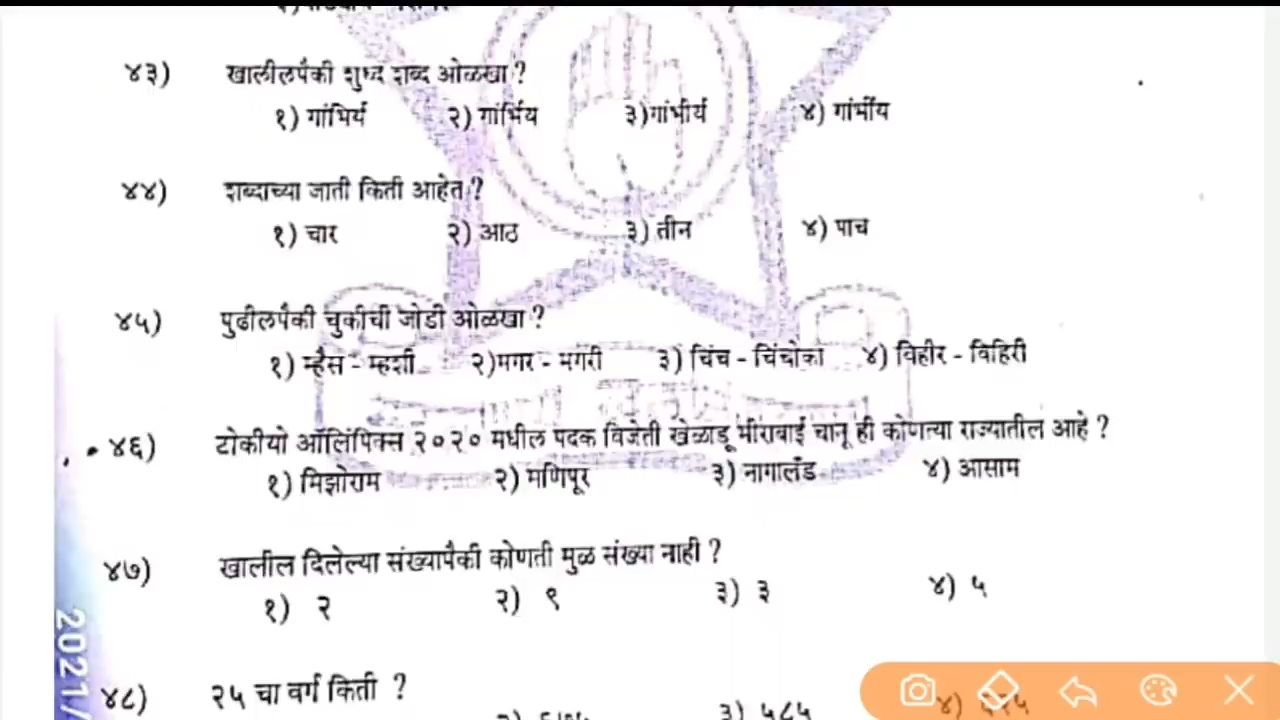 ४३) खालीलपैकी शुध्द शब्द ओळखा ?
१) गांभिर्य २) गार्भिय ३)गांभीर्य ४) गांर्भीय
४४) शब्दाच्या जाती किती आहेत ?
१) चार २) आठ ३) तीन ४) पाच
४५) पुढीलपैकी चुकीची जोडी ओळखा ?
१) म्हैस - म्हशी २)मगर - मगरी ३) चिंच - चिंचोका ४) विहीर - विहिरी
४६) टोकीयो ऑलिंपिक्स २०२० मधील पदक विजेती खेळाडू मीराबाई चानू ही कोणत्या राज्यातील आहे ?
१) मिझोराम २) मणिपूर ३) नागालँड ४) आसाम
४७) खालील दिलेल्या संख्यापैकी कोणती मुळ संख्या नाही ?
१) २ २) ९ ३) ३ ४) ५
2021/
४८) २५ चा वर्ग किती ?
३) ५८५ ४) ६२५